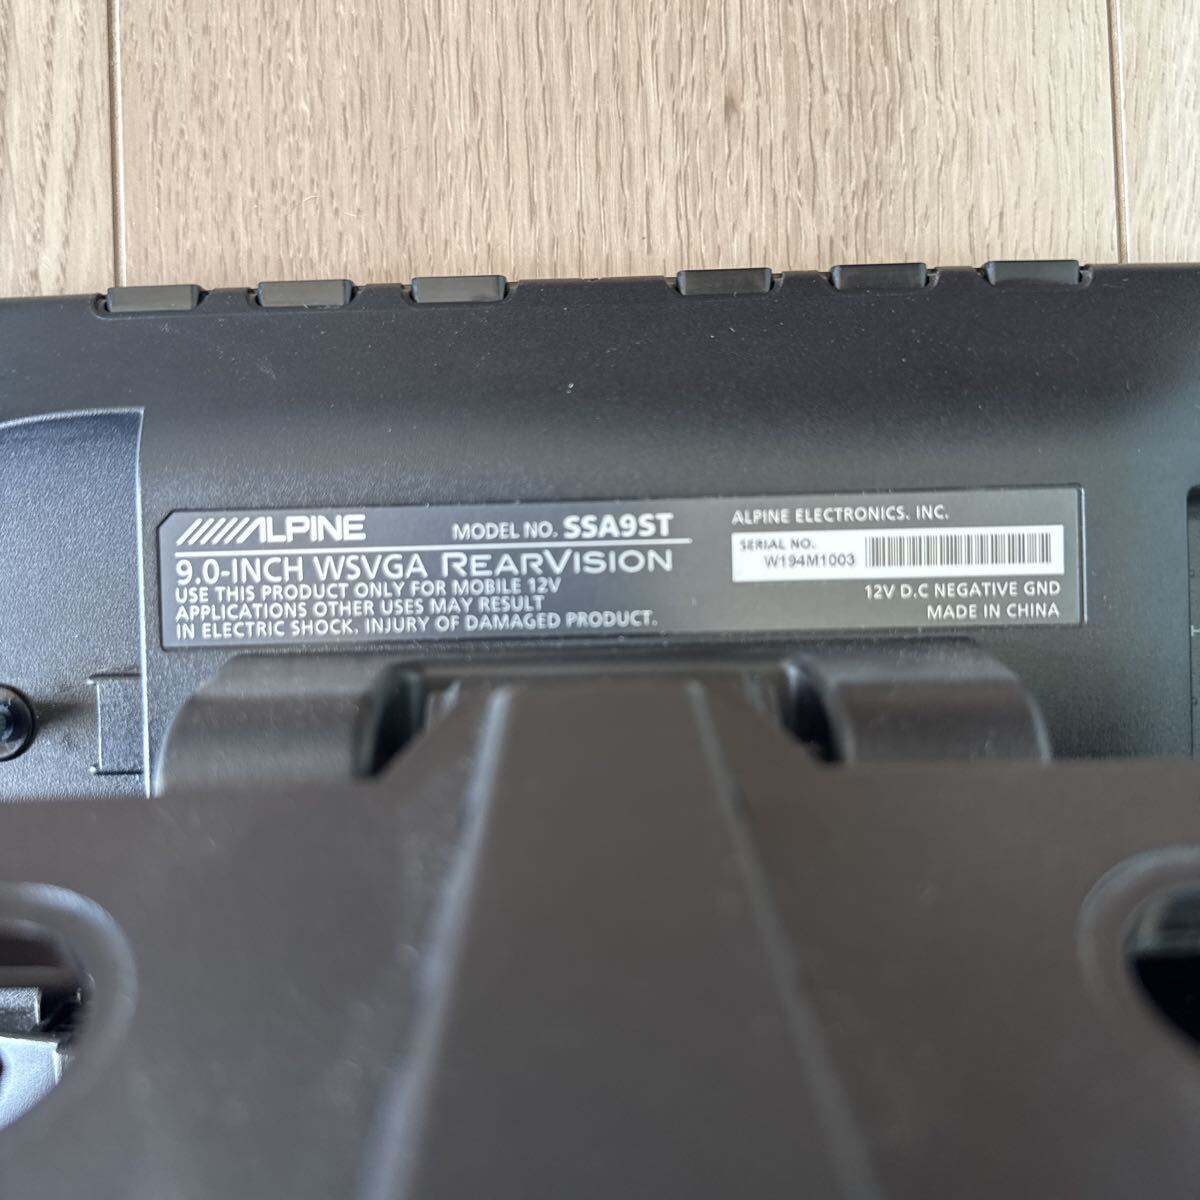 ALPINE MODEL NO. SSA9ST
9.0-INCH WSVGA REARVISION
USE THIS PRODUCT ONLY FOR MOBILE 12V
APPLICATIONS OTHER USES MAY RESULT
IN ELECTRIC SHOCK, INJURY OF DAMAGED PRODUCT.
ALPINE ELECTRONICS, INC.
SERIAL NO.
W194M1003
12V D.C NEGATIVE GND
MADE IN CHINA